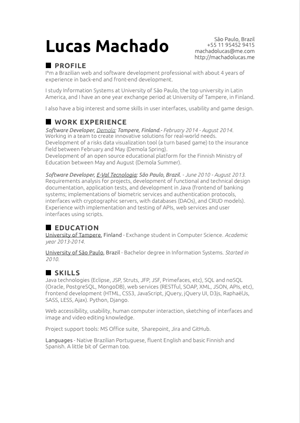 Lucas Machado
São Paulo, Brazil
+55 11 95452 9415
machadolucas@me.com
http://machadolucas.me
PROFILE
I'm a Brazilian web and software development professional with about 4 years of
experience in back-end and front-end development.
I study Information Systems at University of São Paulo, the top university in Latin
America, and I have an one year exchange period at University of Tampere, in Finland.
I also have a big interest and some skills in user interfaces, usability and game design.
WORK EXPERIENCE
Software Developer, Demola; Tampere, Finland - February 2014 - August 2014.
Working in a team to create innovative solutions for real-world needs.
Development of a risks data visualization tool (a turn based game) to the insurance
field between February and May (Demola Spring).
Development of an open source educational platform for the Finnish Ministry of
Education between May and August (Demola Summer).
Software Developer, E-Val Tecnologia; São Paulo, Brazil. - June 2010 - August 2013.
Requirements analysis for projects, development of functional and technical design
documentation, application tests, and development in Java (frontend of banking
systems; implementations of biometric services and authentication protocols,
interfaces with cryptographic servers, with databases (DAOs), and CRUD models).
Experience with implementation and testing of APIs, web services and user
interfaces using scripts.
EDUCATION
University of Tampere, Finland - Exchange student in Computer Science. Academic
year 2013-2014.
University of São Paulo, Brazil - Bachelor degree in Information Systems. Started in
2010.
SKILLS
Java technologies (Eclipse, JSP, Struts, JPF, JSF, Primefaces, etc), SQL and noSQL
(Oracle, PostgreSQL, MongoDB), web services (RESTful, SOAP, XML, JSON, APIs, etc),
Frontend development (HTML, CSS3, JavaScript, jQuery, jQuery UI, D3js, RaphaelJs,
SASS, LESS, Ajax). Python, Django.
Web accessibility, usability, human computer interaction, sketching of interfaces and
image and video editing knowledge.
Project support tools: MS Office suite, Sharepoint, Jira and GitHub.
Languages - Native Brazilian Portuguese, fluent English and basic Finnish and
Spanish. A little bit of German too.